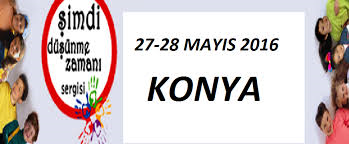 şimdi
düşünme
zamanı
sergisi
27-28 MAYIS 2016
KONYA